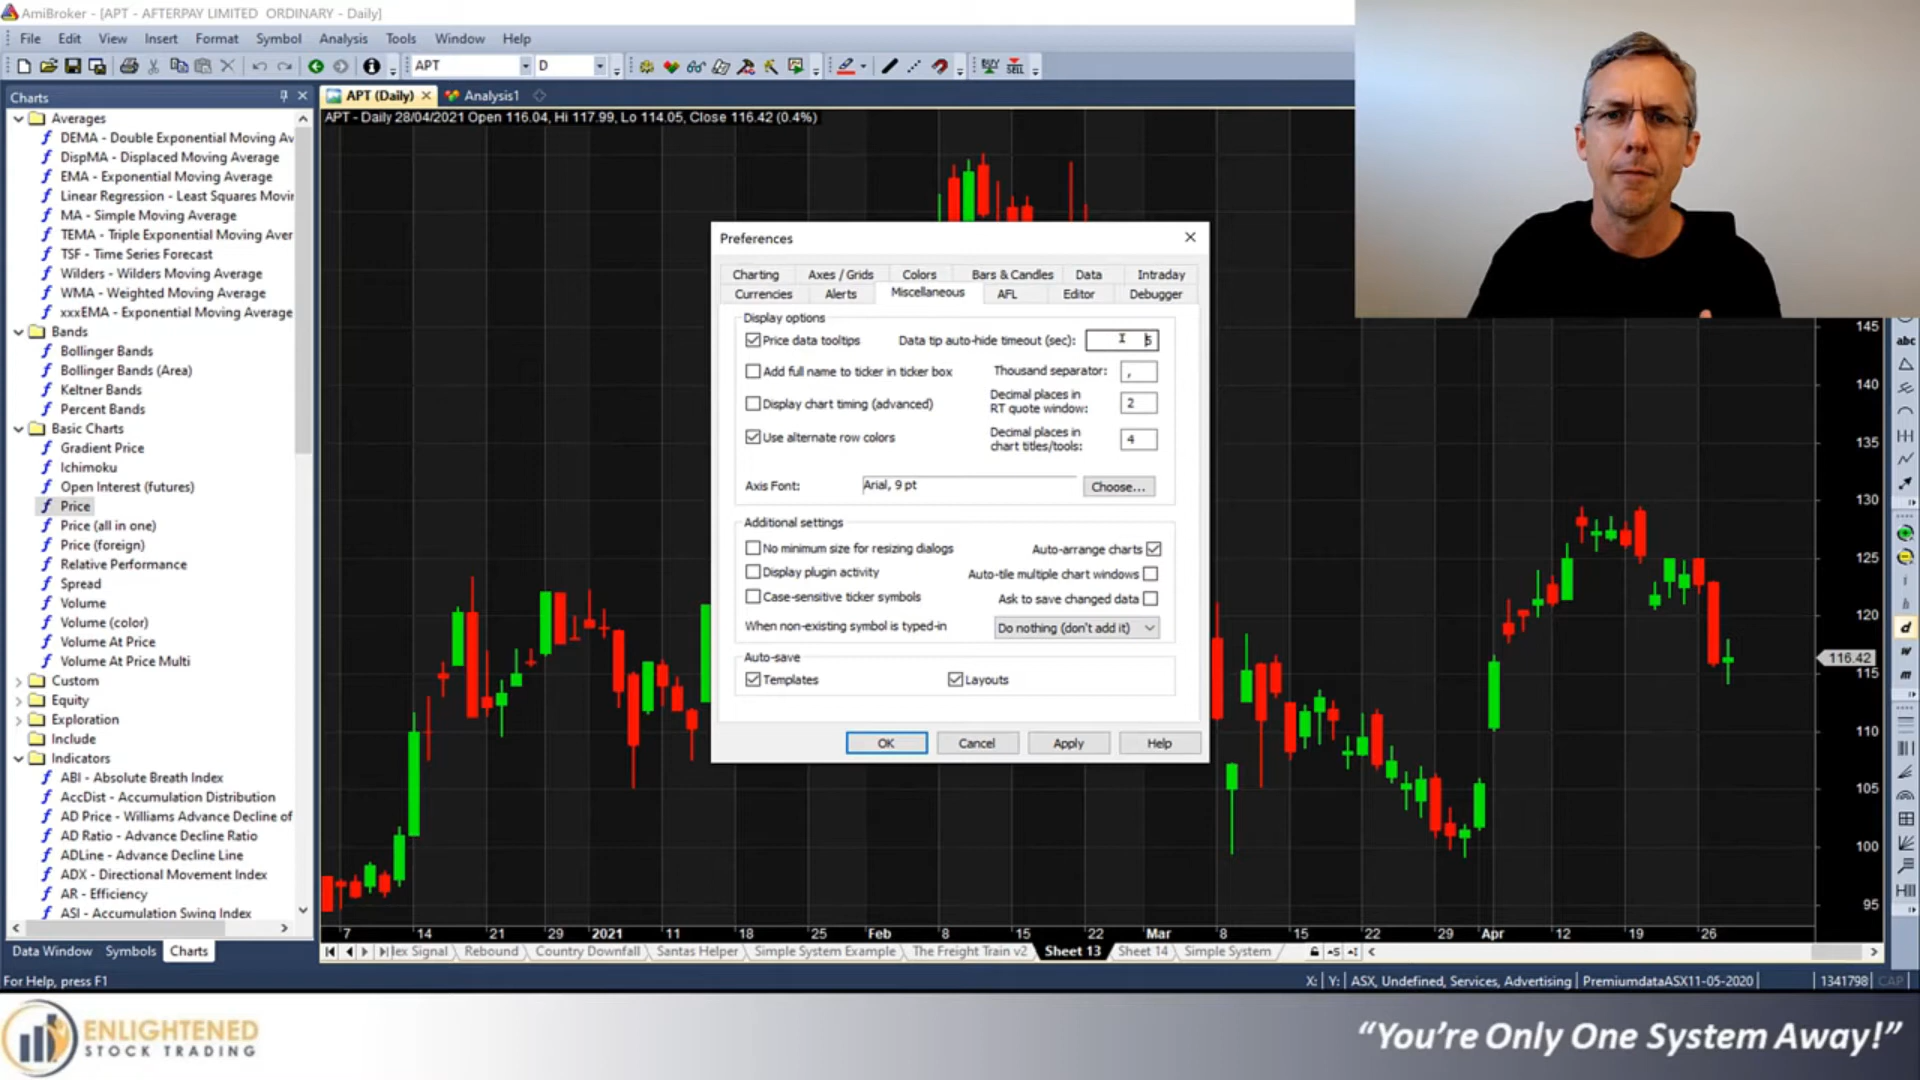 AmiBroker - [APT - AFTERPAY LIMITED ORDINARY - Daily]
File Edit View Insert Format Symbol Analysis Tools Window Help
APT D BUY SELL
Charts
APT (Daily) Analysis1
APT - Daily 28/04/2021 Open 116.04, Hi 117.99, Lo 114.05, Close 116.42 (0.4%)
Averages
DEMA - Double Exponential Moving Av
DispMA - Displaced Moving Average
EMA - Exponential Moving Average
Linear Regression - Least Squares Movin
MA - Simple Moving Average
TEMA - Triple Exponential Moving Aver
TSF - Time Series Forecast
Wilders - Wilders Moving Average
WMA - Weighted Moving Average
xxxEMA - Exponential Moving Average
Bands
Bollinger Bands
Bollinger Bands (Area)
Keltner Bands
Percent Bands
Basic Charts
Gradient Price
Ichimoku
Open Interest (futures)
Price
Price (all in one)
Price (foreign)
Relative Performance
Spread
Volume
Volume (color)
Volume At Price
Volume At Price Multi
Custom
Equity
Exploration
Include
Indicators
ABI - Absolute Breath Index
AccDist - Accumulation Distribution
AD Price - Williams Advance Decline of
AD Ratio - Advance Decline Ratio
ADLine - Advance Decline Line
ADX - Directional Movement Index
AR - Efficiency
ASI - Accumulation Swing Index
Data Window Symbols Charts
Preferences
Charting Axes / Grids Colors Bars & Candles Data Intraday
Currencies Alerts Miscellaneous AFL Editor Debugger
Display options
Price data tooltips Data tip auto-hide timeout (sec): 5
Add full name to ticker in ticker box Thousand separator: ,
Display chart timing (advanced) Decimal places in RT quote window: 2
Use alternate row colors Decimal places in chart titles/tools: 4
Axis Font: Arial, 9 pt Choose...
Additional settings
No minimum size for resizing dialogs Auto-arrange charts
Display plugin activity Auto-tile multiple chart windows
Case-sensitive ticker symbols Ask to save changed data
When non-existing symbol is typed-in Do nothing (don't add it)
Auto-save
Templates Layouts
OK Cancel Apply Help
145
140
135
130
125
120
116.42
115
110
105
100
95
abc
d
w
m
7 14 21 29 2021 11 18 25 Feb 8 15 22 Mar 8 15 22 29 Apr 12 19 26
lex Signal Rebound Country Downfall Santas Helper Simple System Example The Freight Train v2 Sheet 13 Sheet 14 Simple System
For Help, press F1
X: Y: ASX, Undefined, Services, Advertising PremiumdataASX11-05-2020 1341798 CAP
ENLIGHTENED
STOCK TRADING
“You’re Only One System Away!”